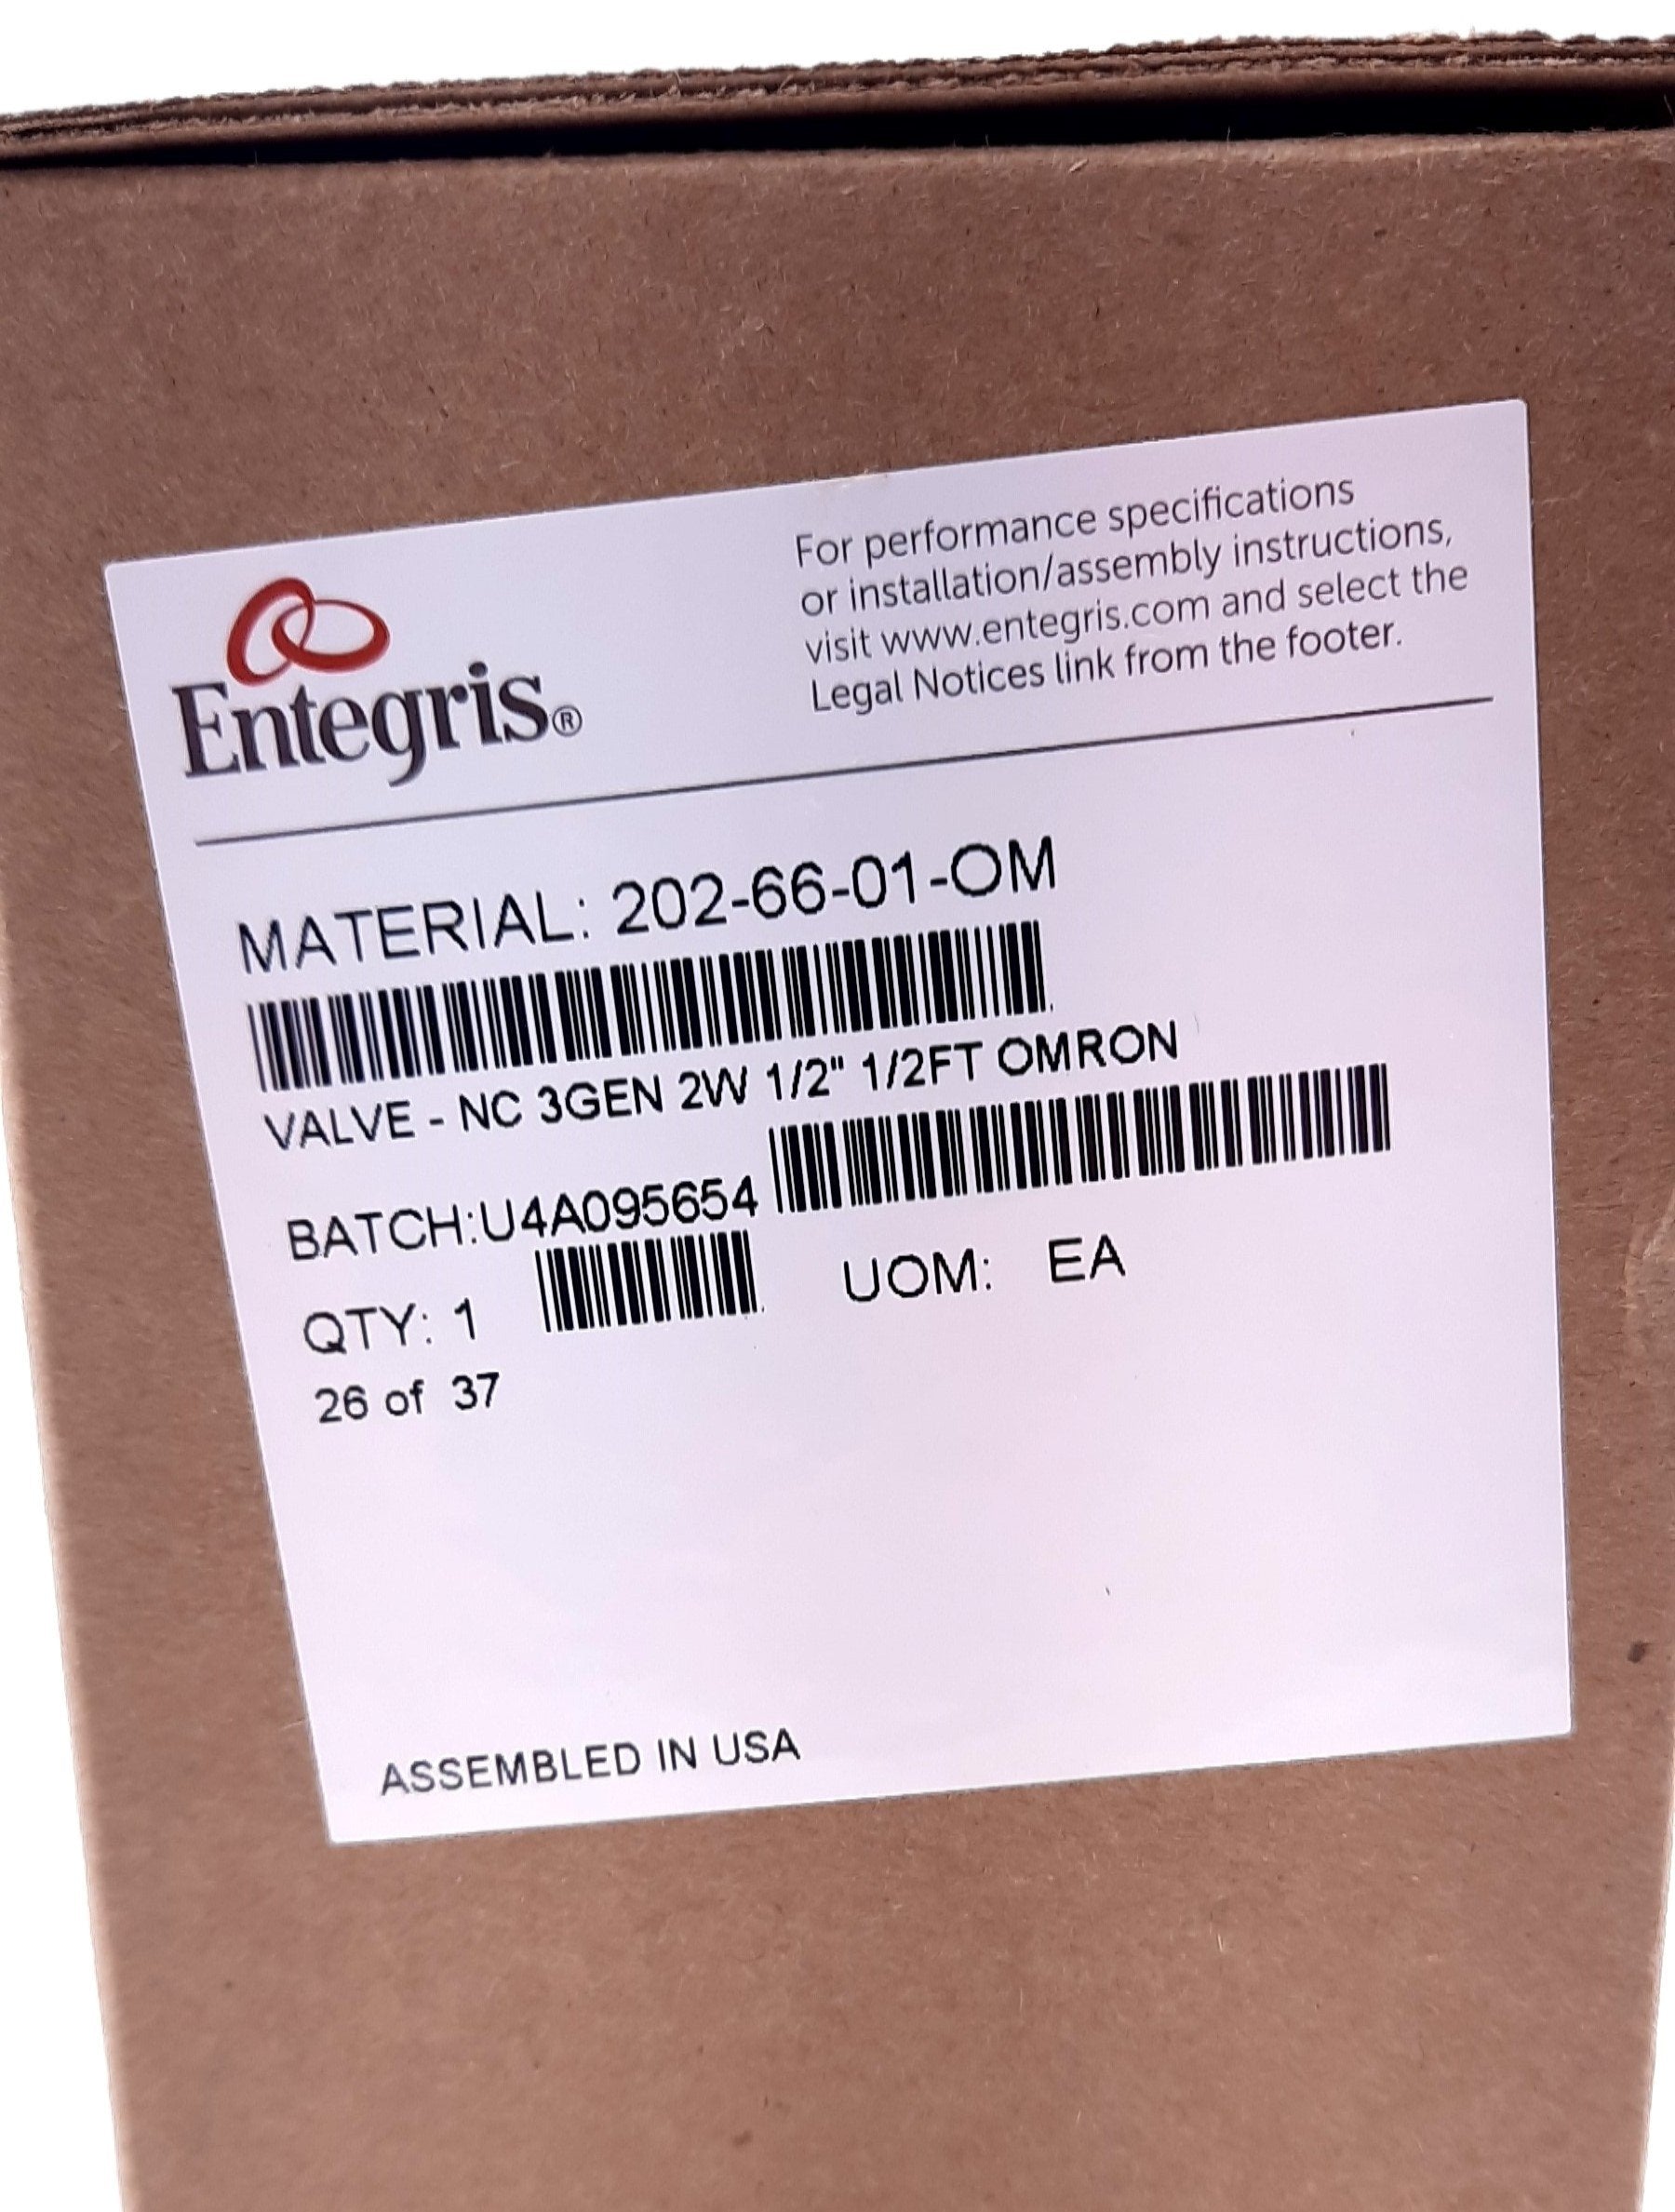 Entegris®
For performance specifications
or installation/assembly instructions,
visit www.entegris.com and select the
Legal Notices link from the footer.
MATERIAL: 202-66-01-OM
VALVE - NC 3GEN 2W 1/2" 1/2FT OMRON
BATCH:U4A095654
QTY: 1 UOM: EA
26 of 37
ASSEMBLED IN USA